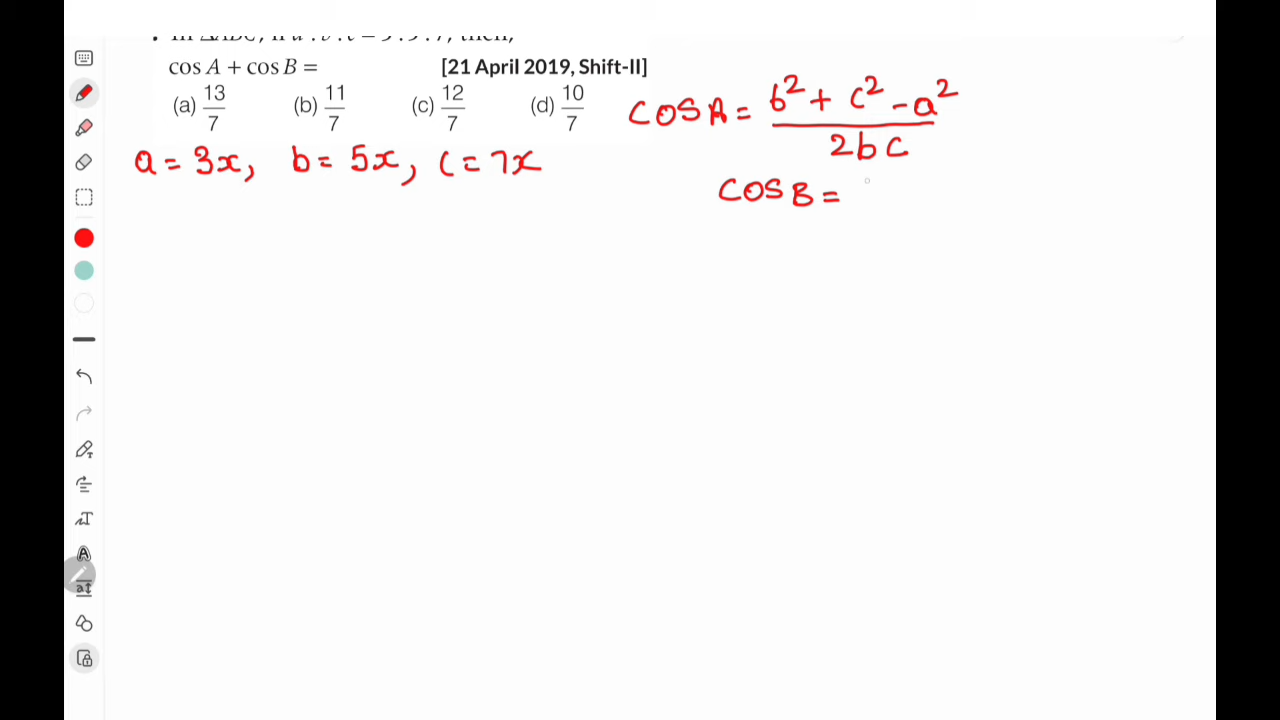 cos A + cos B = [21 April 2019, Shift-II]
(a) 13/7 (b) 11/7 (c) 12/7 (d) 10/7
a = 3x, b = 5x, c = 7x
COS A = b² + c² - a² / 2bc
COS B =